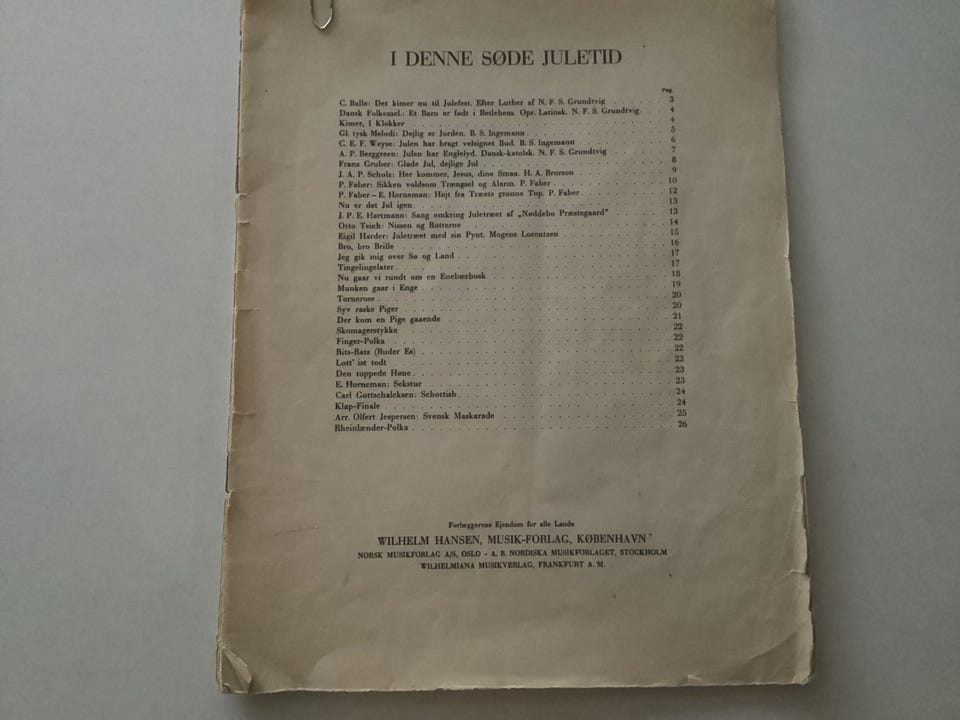 I DENNE SØDE JULETID
Pag.
C. Balle: Det kimer nu til Julefest. Efter Luther af N. F. S. Grundtvig . . . . . . 3
Dansk Folkemel.: Et Barn er født i Betlehem. Opr. Latinsk. N. F. S. Grundtvig . . . . 4
Kimer, I Klokker . . . . . . 4
Gl. tysk Melodi: Dejlig er Jorden. B. S. Ingemann . . . . . . 5
C. E. F. Weyse: Julen har bragt velsignet Bud. B. S. Ingemann . . . . . . 6
A. P. Berggreen: Julen har Englelyd. Dansk-katolsk. N. F. S. Grundtvig . . . . . . 7
Franz Gruber: Glade Jul, dejlige Jul . . . . . . 8
J. A. P. Schulz: Her kommer, Jesus, dine Smaa. H. A. Brorson . . . . . . 9
P. Faber: Sikken voldsom Trængsel og Alarm. P. Faber . . . . . . 10
P. Faber—E. Horneman: Højt fra Træets grønne Top. P. Faber . . . . . . 12
Nu er det Jul igen . . . . . . 13
J. P. E. Hartmann: Sang omkring Juletræet af „Nøddebo Præstegaard” . . . . . . 13
Otto Teich: Nissen og Rotterne . . . . . . 14
Eigil Harder: Juletræet med sin Pynt. Mogens Lorentzen . . . . . . 15
Bro, bro Brille . . . . . . 16
Jeg gik mig over Sø og Land . . . . . . 17
Tingelingelater . . . . . . 17
Nu gaar vi rundt om en Enebærbusk . . . . . . 18
Munken gaar i Enge . . . . . . 19
Tornerose . . . . . . 20
Syv raske Piger . . . . . . 20
Der kom en Pige gaaende . . . . . . 21
Skomagerstykke . . . . . . 22
Finger-Polka . . . . . . 22
Rits-Rats (Ruder Es) . . . . . . 22
Lott' ist todt . . . . . . 23
Den toppede Høne . . . . . . 23
E. Horneman: Sekstur . . . . . . 23
Carl Gottschalcksen: Schottish . . . . . . 24
Klap-Finale . . . . . . 24
Arr. Olfert Jespersen: Svensk Maskarade . . . . . . 25
Rheinlænder-Polka . . . . . . 26
Forlæggerens Ejendom for alle Lande
WILHELM HANSEN, MUSIK-FORLAG, KØBENHAVN
NORSK MUSIKFORLAG A/S, OSLO - A. B. NORDISKA MUSIKFORLAGET, STOCKHOLM
WILHELMIANA MUSIKVERLAG, FRANKFURT A. M.